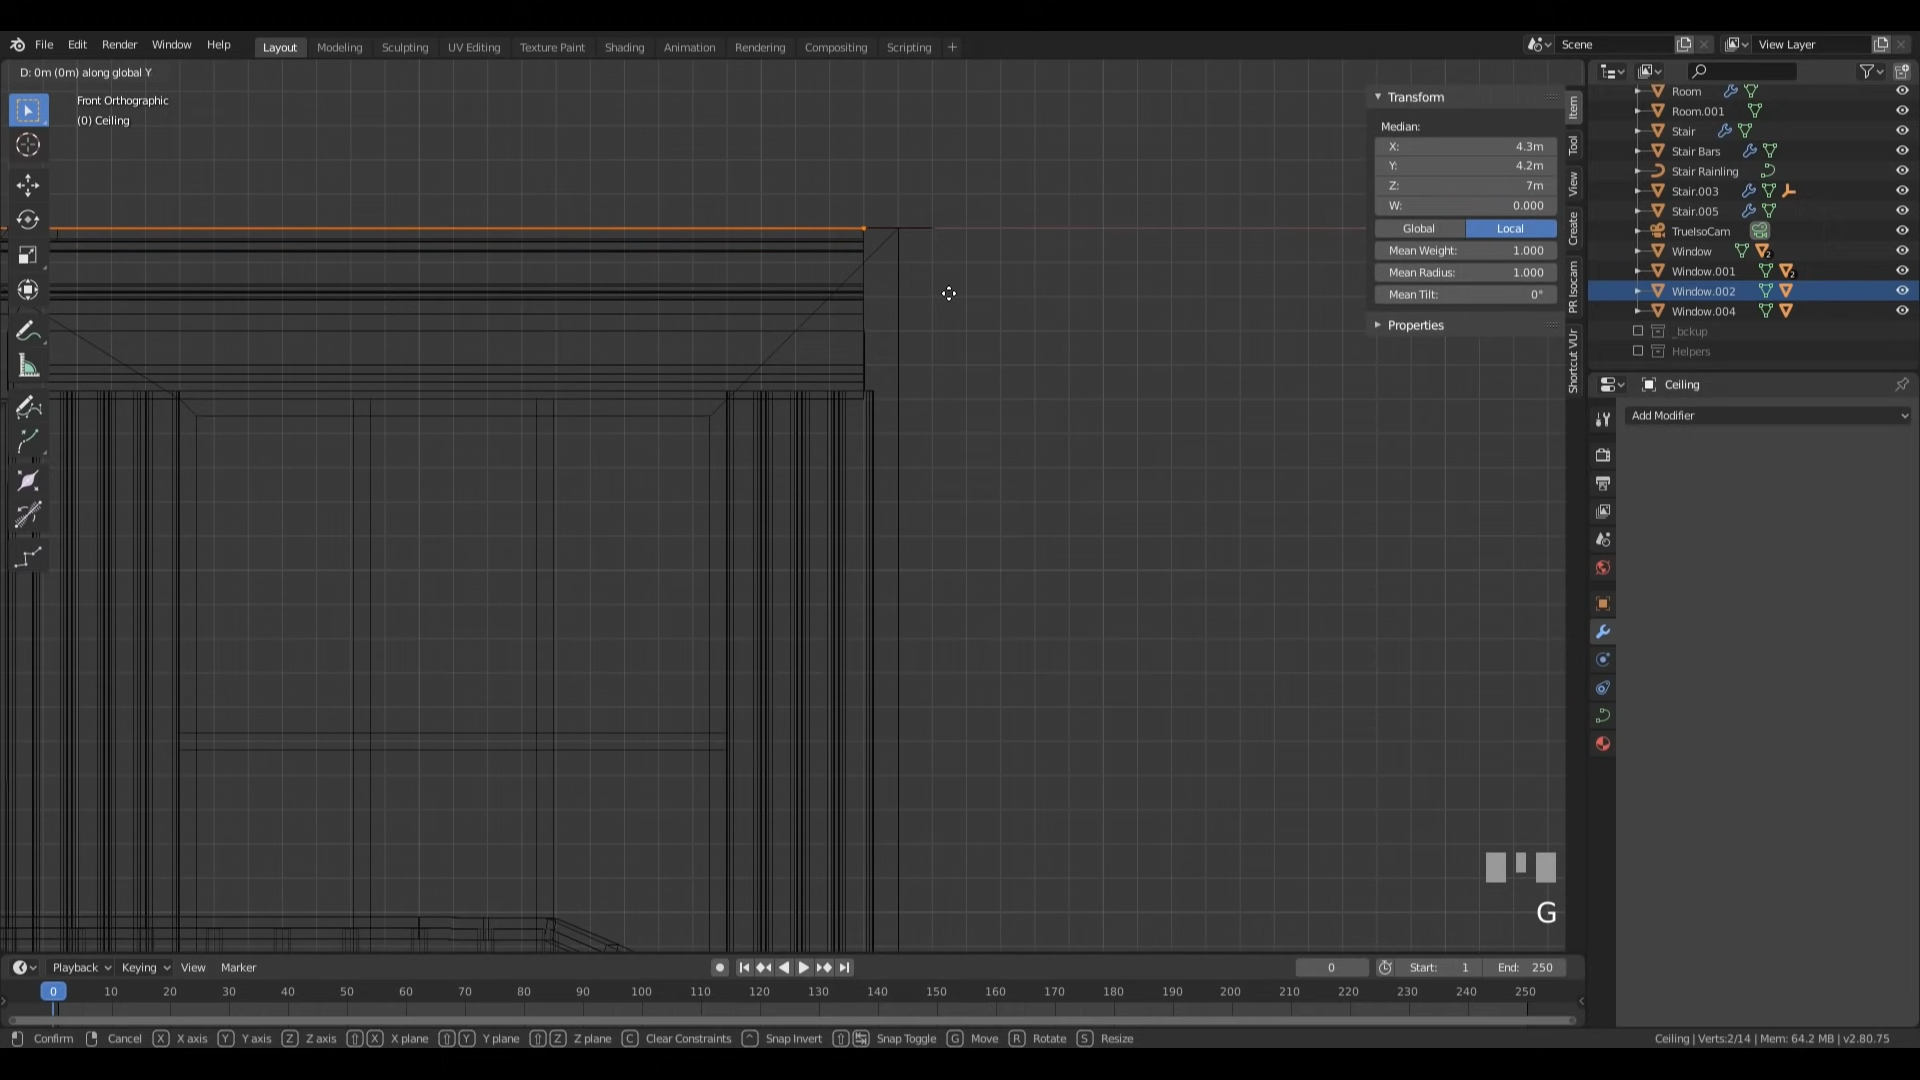 File Edit Render Window Help Layout Modeling Sculpting UV Editing Texture Paint Shading Animation Rendering Compositing Scripting + Scene View Layer
D: 0m (0m) along global Y
Front Orthographic
(0) Ceiling
Transform
Median:
X: 4.3m
Y: 4.2m
Z: 7m
W: 0.000
Global Local
Mean Weight: 1.000
Mean Radius: 1.000
Mean Tilt: 0°
Properties
Item
Tool
View
Create
PR Isocam
Shortcut VUr
Room
Room.001
Stair
Stair Bars
Stair Rainling
Stair.003
Stair.005
TrueIsoCam
Window
2
Window.001
2
Window.002
Window.004
_bckup
Helpers
Ceiling
Add Modifier
G
Playback Keying View Marker 0 Start: 1 End: 250
0 10 20 30 40 50 60 70 80 90 100 110 120 130 140 150 160 170 180 190 200 210 220 230 240 250
Confirm Cancel X X axis Y Y axis Z Z axis X X plane Y Y plane Z Z plane C Clear Constraints ^ Snap Invert Snap Toggle G Move R Rotate S Resize Ceiling | Verts:2/14 | Mem: 64.2 MB | v2.80.75